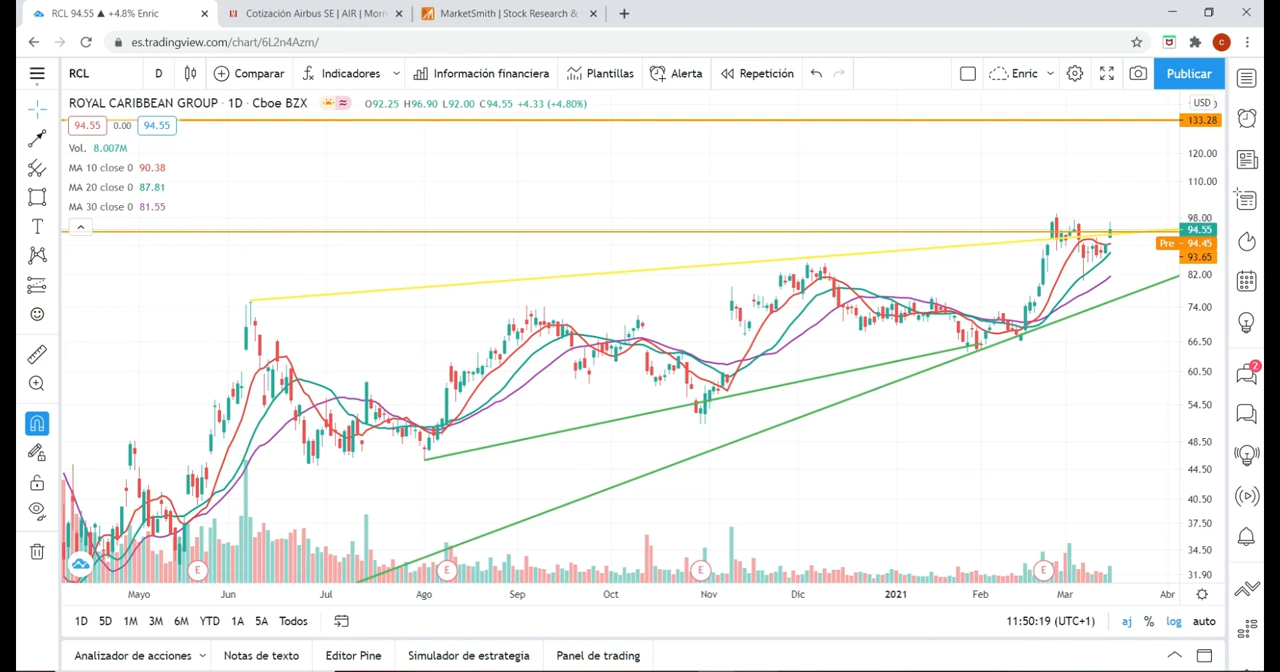 RCL 94.55 ▲ +4.8% Enric
Cotización Airbus SE | AIR | Morn
MarketSmith | Stock Research &
es.tradingview.com/chart/6L2n4Azm/
C
RCL
D
Comparar
Indicadores
Información financiera
Plantillas
Alerta
Repetición
Enric
Publicar
ROYAL CARIBBEAN GROUP · 1D · Cboe BZX
O92.25 H96.90 L92.00 C94.55 +4.33 (+4.80%)
94.55 0.00 94.55
Vol. 8.007M
MA 10 close 0 90.38
MA 20 close 0 87.81
MA 30 close 0 81.55
USD
133.28
120.00
110.00
98.00
94.55
Pre 94.45
93.65
82.00
74.00
66.50
60.50
54.50
48.50
44.50
40.50
37.50
34.50
31.90
2
E E E E
Mayo Jun Jul Ago Sep Oct Nov Dic 2021 Feb Mar Abr
1D 5D 1M 3M 6M YTD 1A 5A Todos
11:50:19 (UTC+1)
aj % log auto
Analizador de acciones Notas de texto Editor Pine Simulador de estrategia Panel de trading